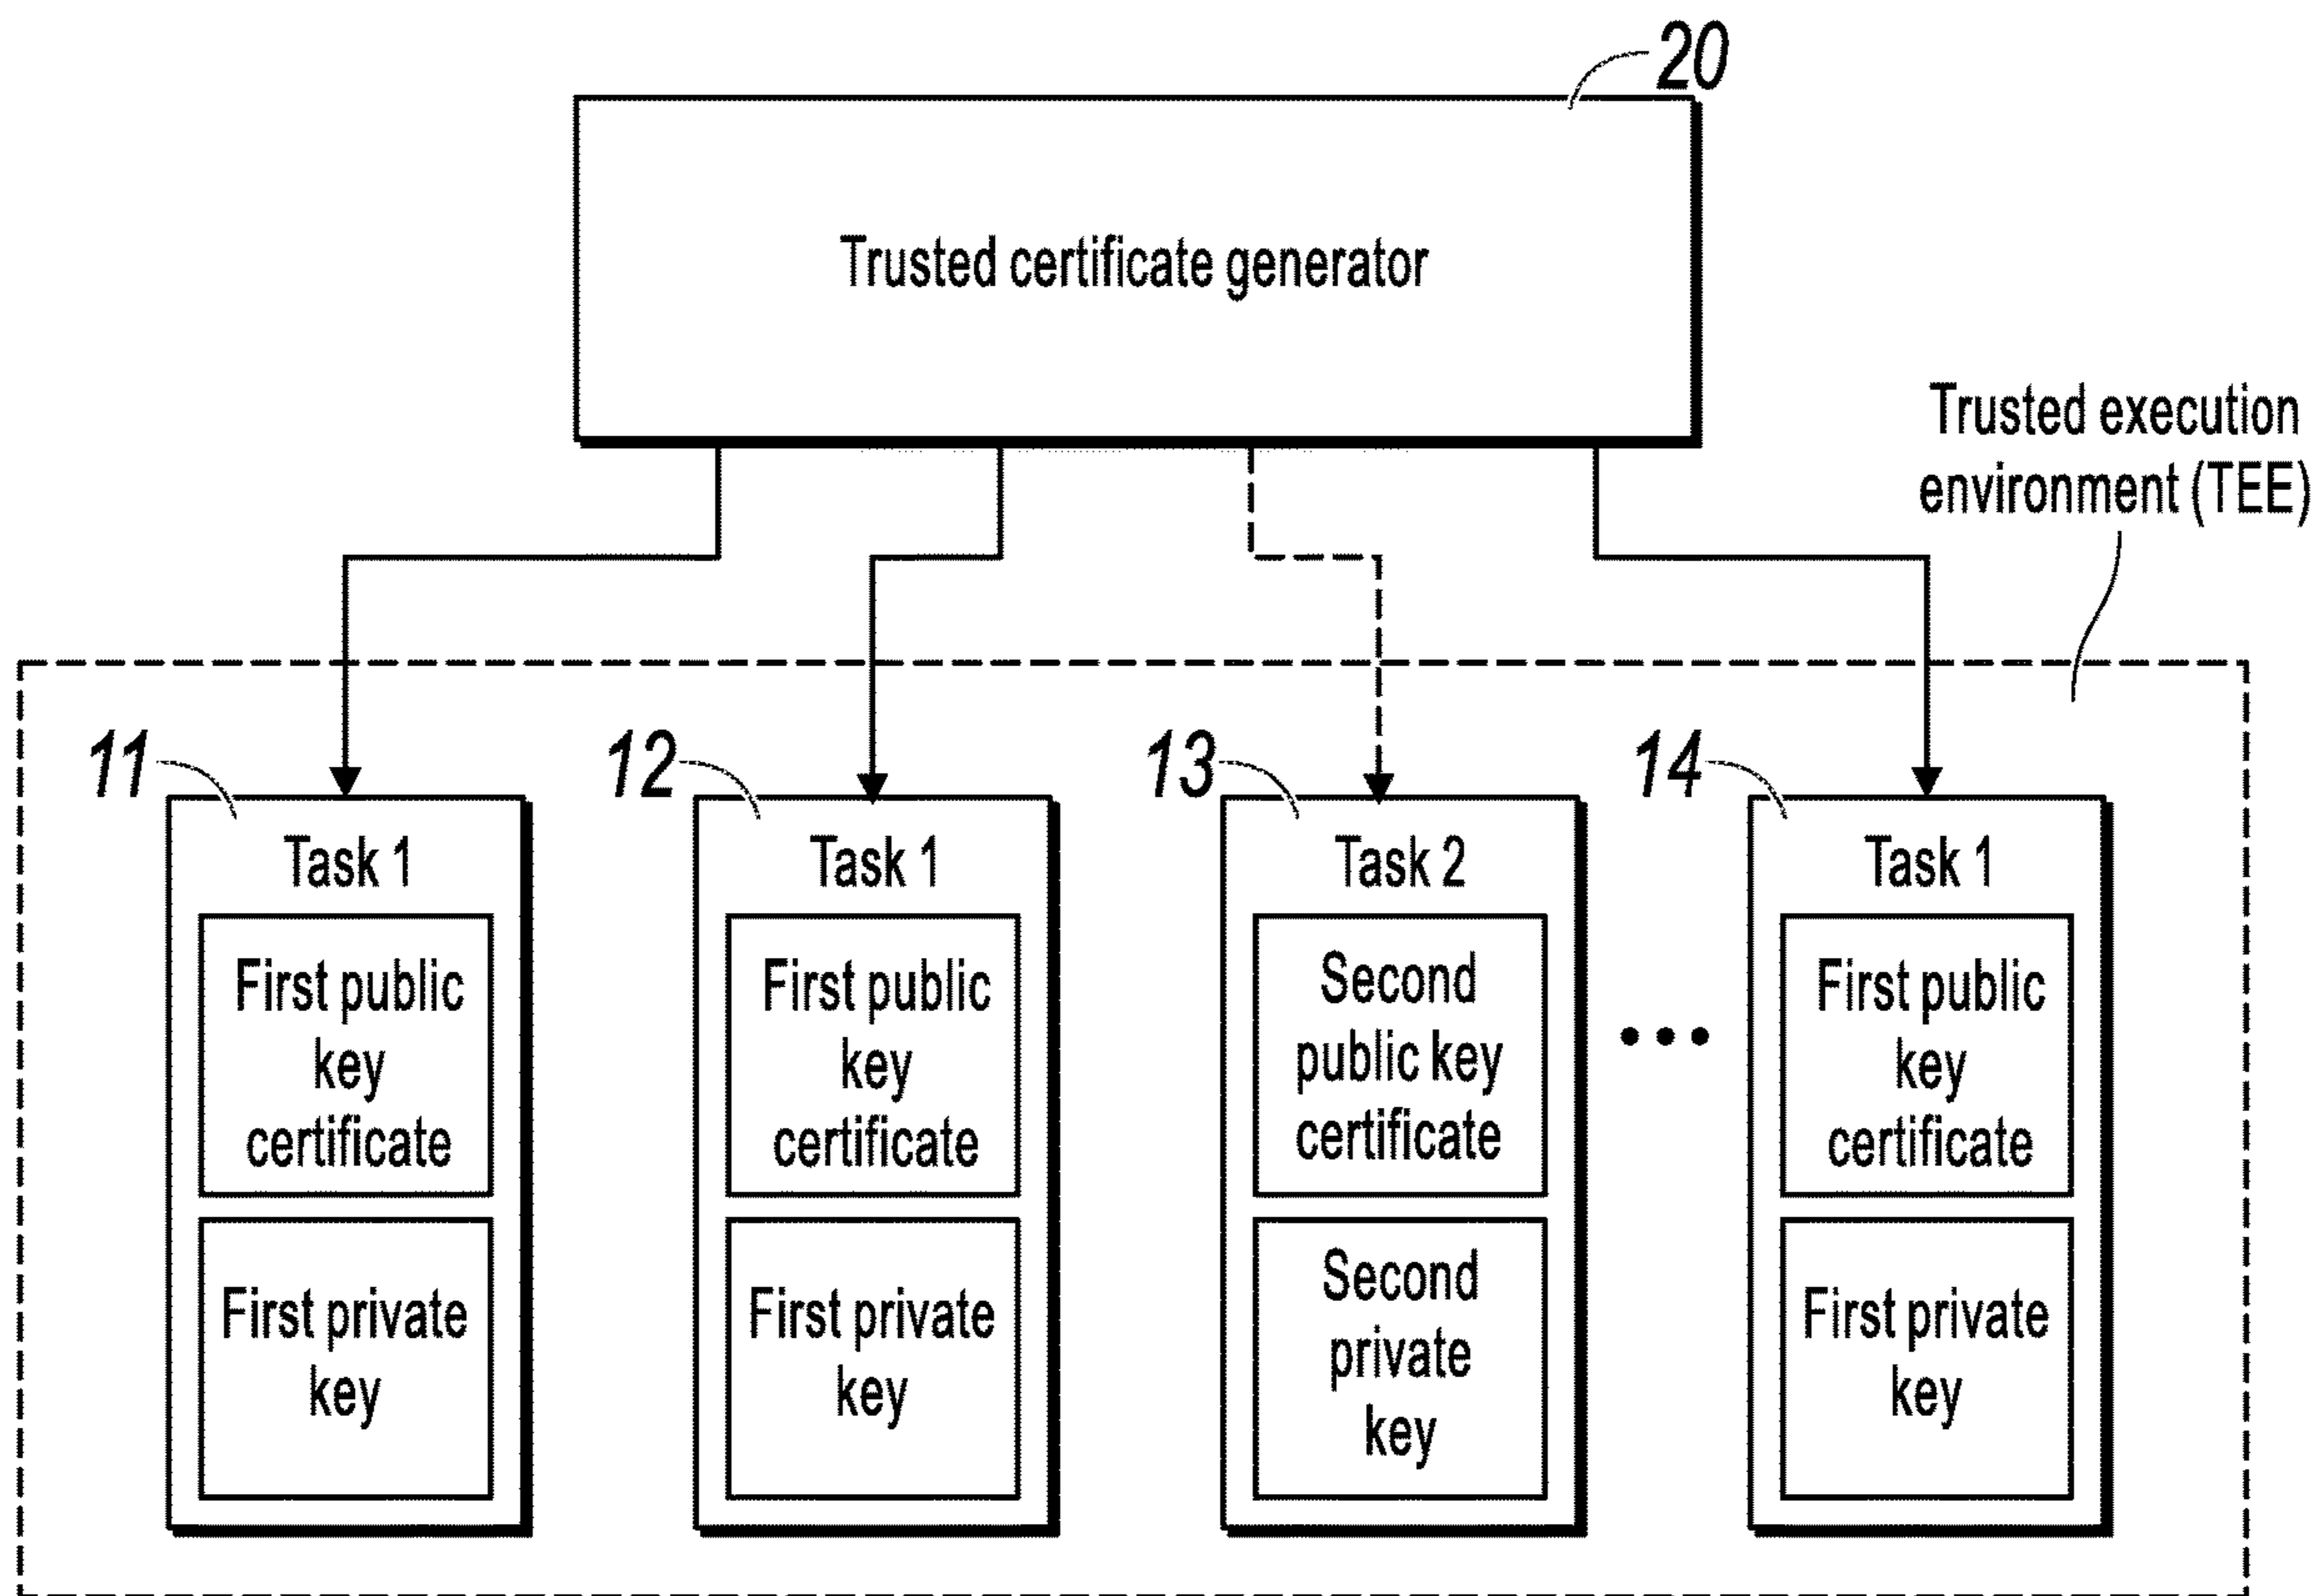 20
Trusted certificate generator
Trusted execution
environment (TEE)
11
Task 1
First public
key
certificate
First private
key
12
Task 1
First public
key
certificate
First private
key
13
Task 2
Second
public key
certificate
Second
private
key
•••
14
Task 1
First public
key
certificate
First private
key